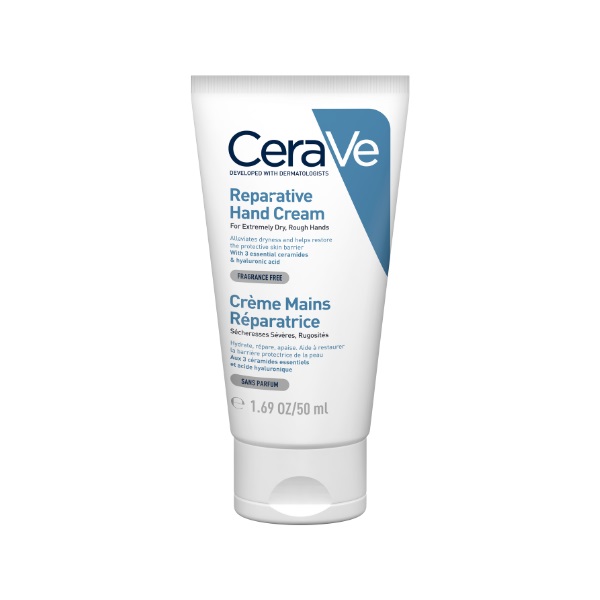 CeraVe
DEVELOPED WITH DERMATOLOGISTS
Reparative
Hand Cream
For Extremely Dry, Rough Hands
Alleviates dryness and helps restore
the protective skin barrier
With 3 essential ceramides
& hyaluronic acid
FRAGRANCE FREE
Crème Mains
Réparatrice
Sécheresses Sévères, Rugosités
Hydrate, répare, apaise. Aide à restaurer
la barrière protectrice de la peau
Aux 3 céramides essentiels
et acide hyaluronique
SANS PARFUM
℮ 1.69 OZ/50 ml